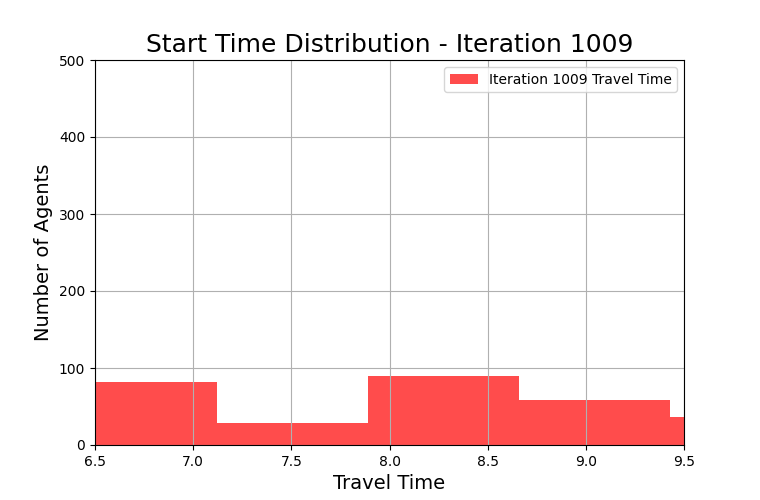 Start Time Distribution - Iteration 1009
500
400
300
200
100
0
Number of Agents
Iteration 1009 Travel Time
6.5 7.0 7.5 8.0 8.5 9.0 9.5
Travel Time